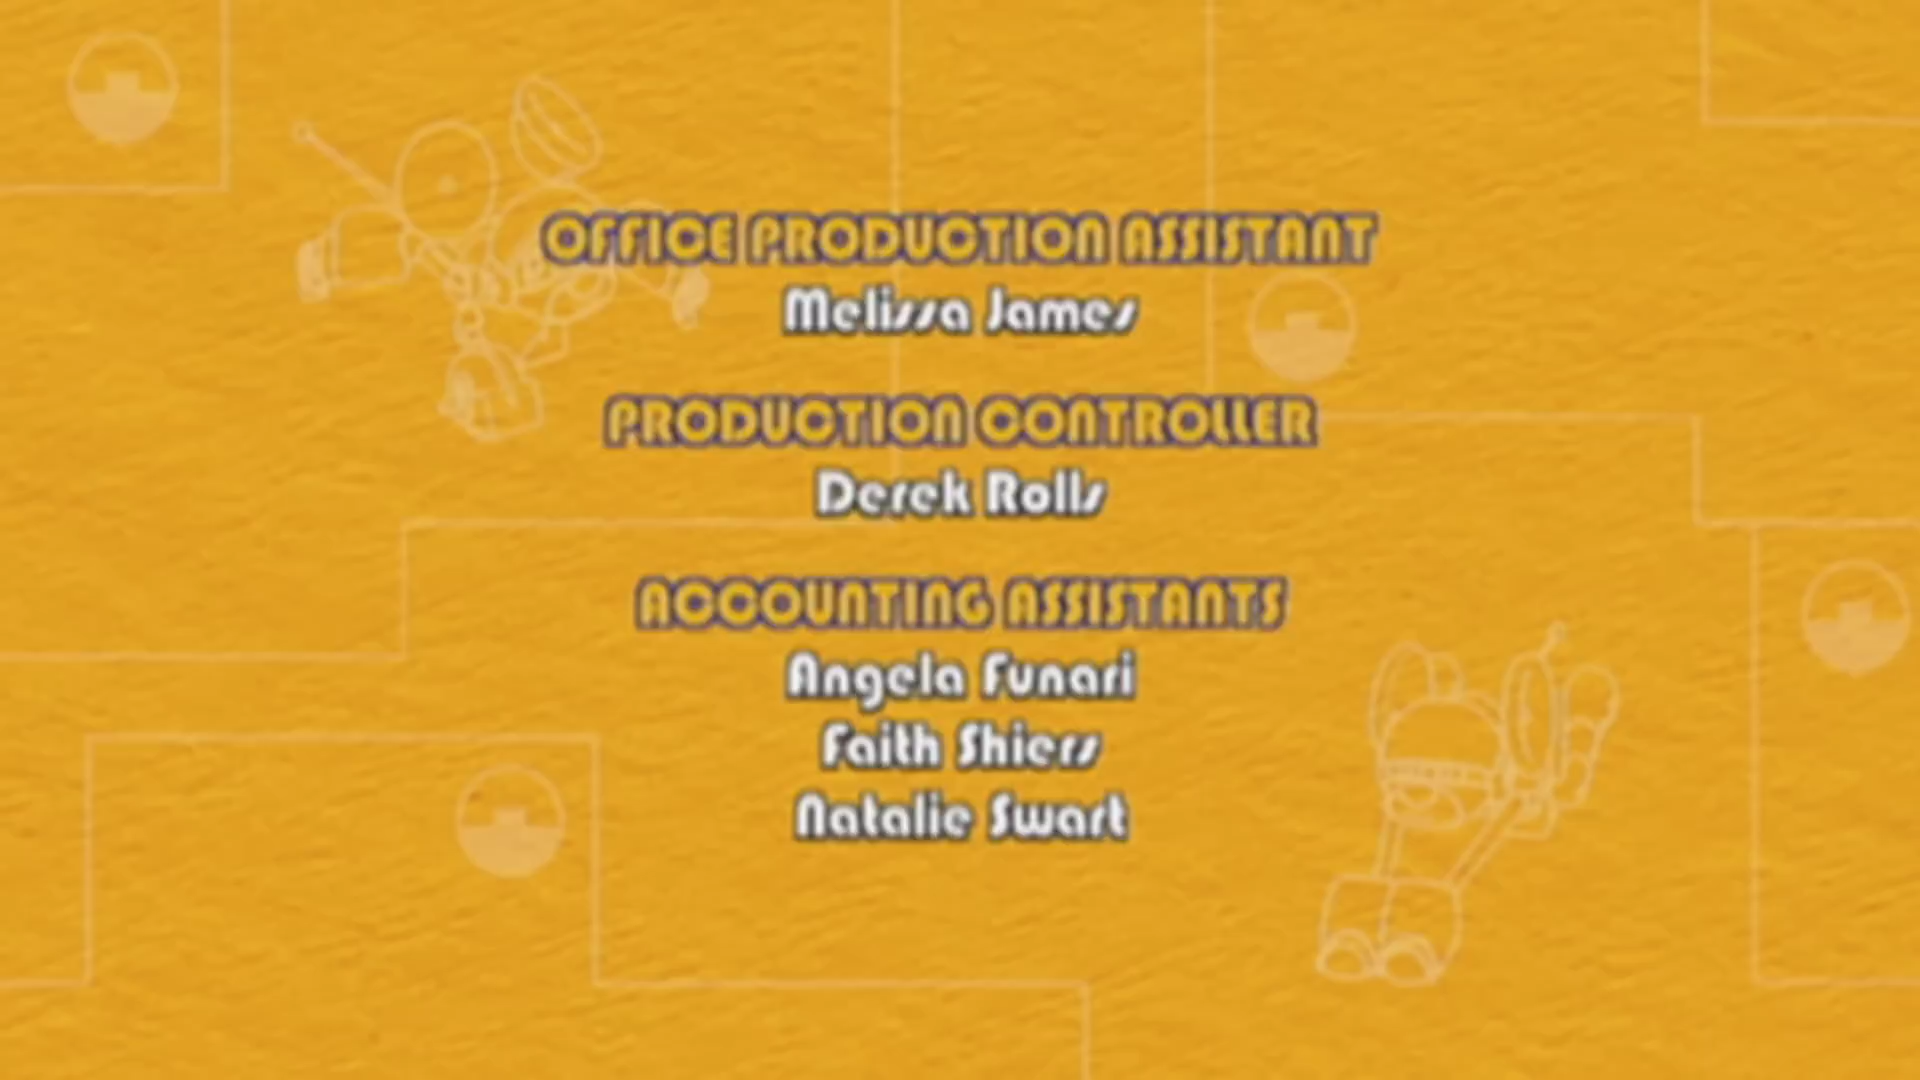 OFFICE PRODUCTION ASSISTANT
Melissa James
PRODUCTION CONTROLLER
Derek Rolls
ACCOUNTING ASSISTANTS
Angela Funari
Faith Shiers
Natalie Swart